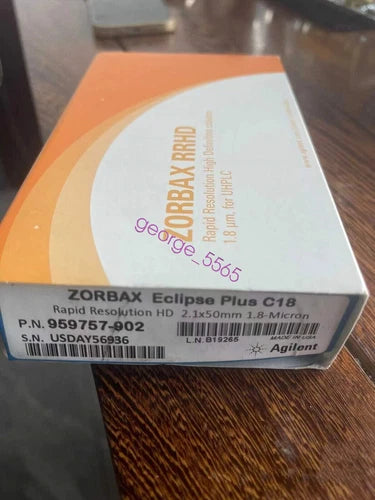 ZORBAX RRHD
Rapid Resolution High Definition
1.8 µm, for UHPLC
george_5565
ZORBAX Eclipse Plus C18
Rapid Resolution HD 2.1x50mm 1.8-Micron
P.N. 959757-902
S.N. USDAY56936
L.N. B19265
MADE IN USA
Agilent